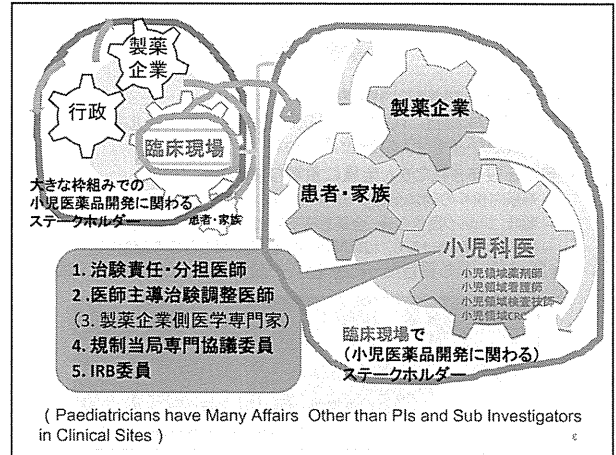 製薬
企業
行政
臨床現場
大きな枠組みでの
小児医薬品開発に関わる
ステークホルダー
患者・家族
製薬企業
患者・家族
小児科医
小児領域薬剤師
小児領域看護師
小児領域検査技師
小児領域CRC
1. 治験責任・分担医師
2. 医師主導治験調整医師
(3. 製薬企業側医学専門家)
4. 規制当局専門協議委員
5. IRB委員
臨床現場で
(小児医薬品開発に関わる)
ステークホルダー
( Paediatricians have Many Affairs Other than PIs and Sub Investigators
in Clinical Sites )